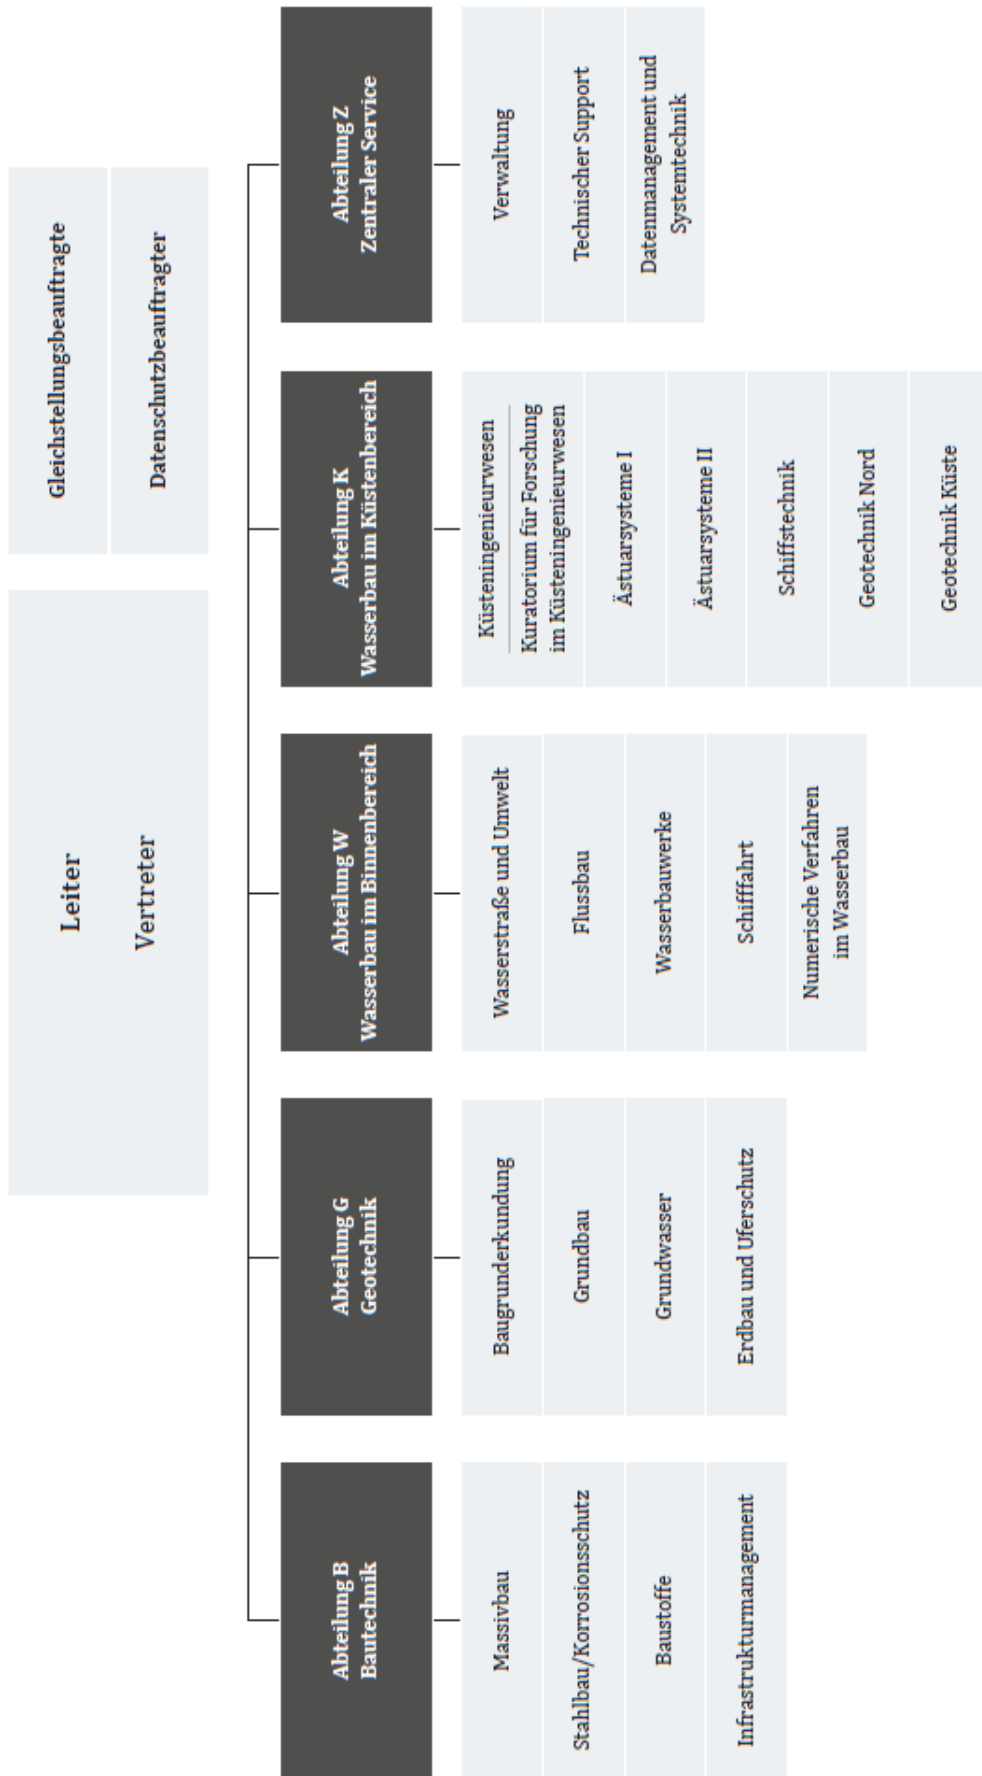 Leiter
Vertreter
Gleichstellungsbeauftragte
Datenschutzbeauftragter
Abteilung B
Bautechnik
Massivbau
Stahlbau/Korrosionsschutz
Baustoffe
Infrastrukturmanagement
Abteilung G
Geotechnik
Baugrunderkundung
Grundbau
Grundwasser
Erdbau und Uferschutz
Abteilung W
Wasserbau im Binnenbereich
Wasserstraße und Umwelt
Flussbau
Wasserbauwerke
Schifffahrt
Numerische Verfahren
im Wasserbau
Abteilung K
Wasserbau im Küstenbereich
Küsteningenieurwesen
Kuratorium für Forschung
im Küsteningenieurwesen
Ästuarsysteme I
Ästuarsysteme II
Schiffstechnik
Geotechnik Nord
Geotechnik Küste
Abteilung Z
Zentraler Service
Verwaltung
Technischer Support
Datenmanagement und
Systemtechnik